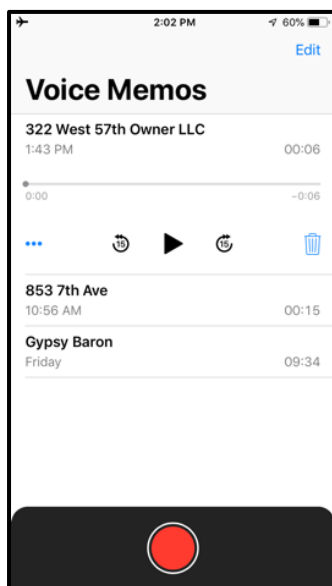 2:02 PM 60%
Edit
Voice Memos
322 West 57th Owner LLC
1:43 PM 00:06
0:00 -0:06
15 15
853 7th Ave
10:56 AM 00:15
Gypsy Baron
Friday 09:34